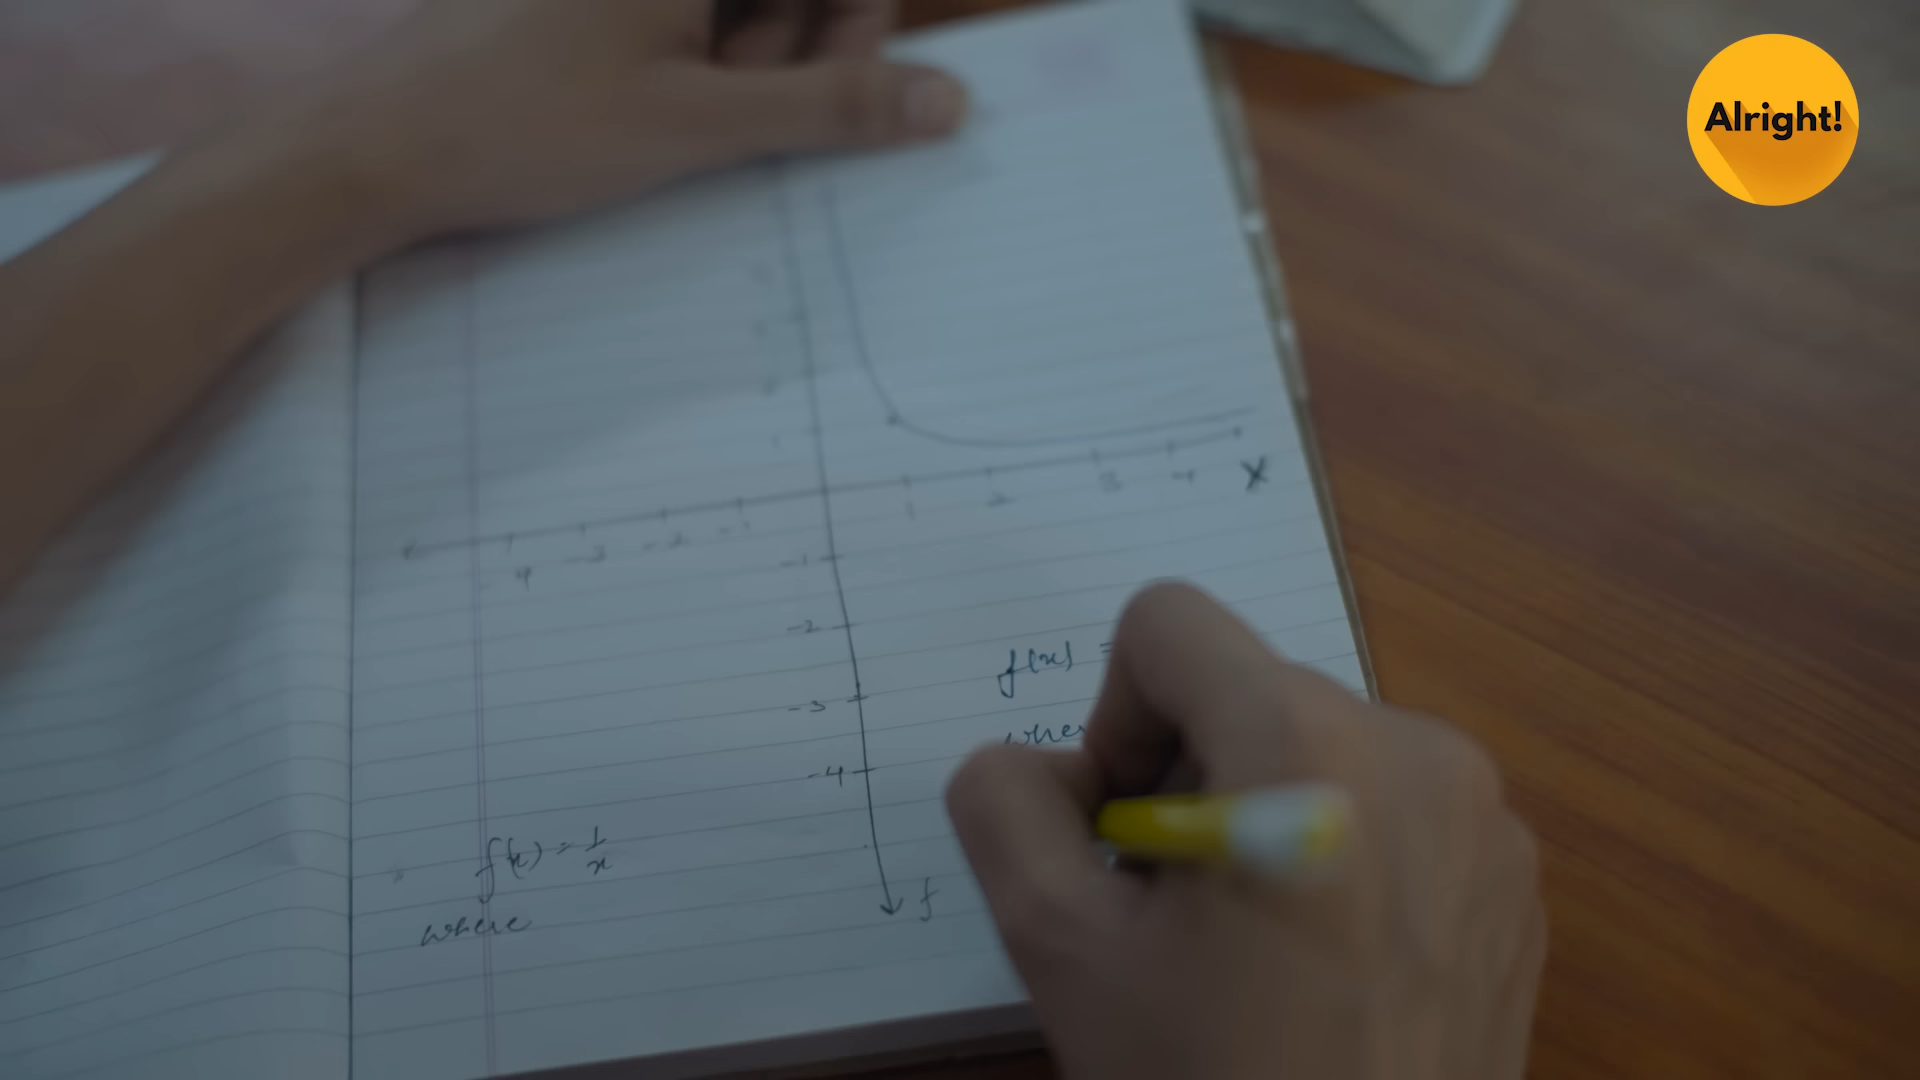 Alright!
1 2 3 4 X
-4 -3 -2 -1
-1
-2
-3
-4
f(x) =
f(x) = 1/x
where
f